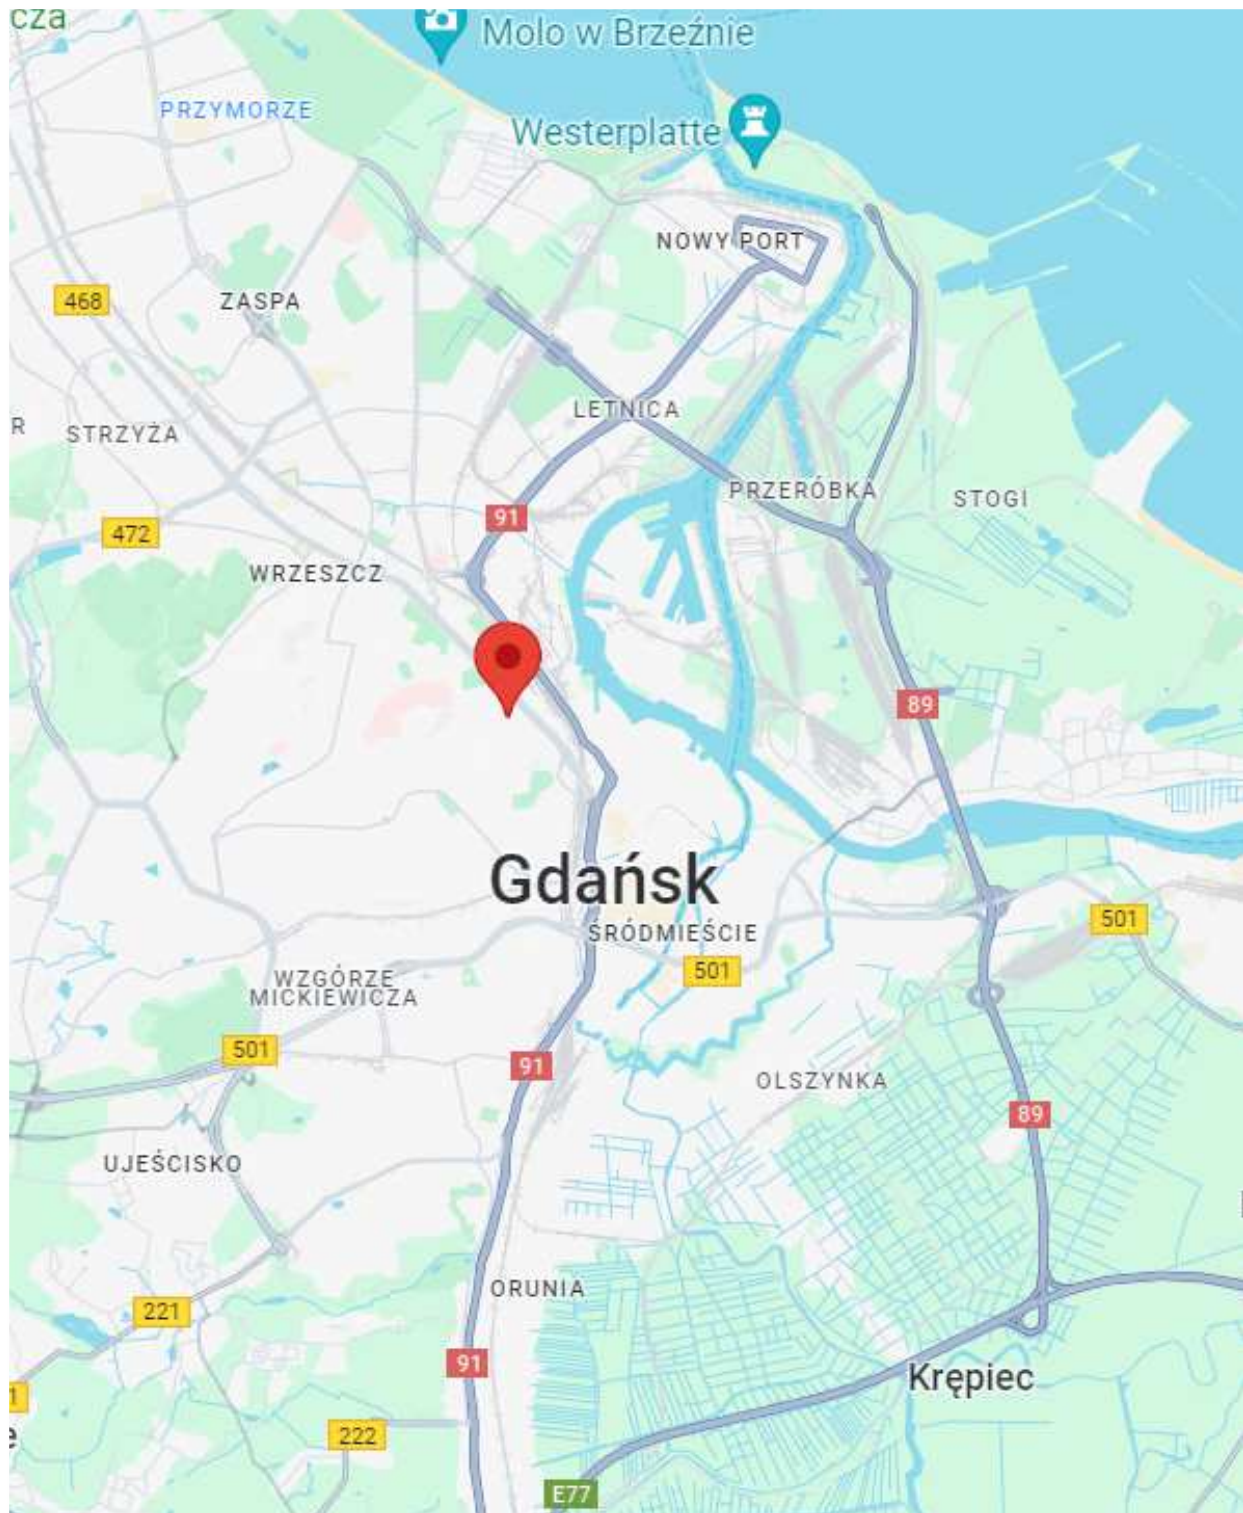 cza
Molo w Brzeźnie
PRZYMORZE
Westerplatte
NOWY PORT
468
ZASPA
LETNICA
R
STRZYŻA
PRZERÓBKA
STOGI
91
472
WRZESZCZ
89
Gdańsk
501
ŚRÓDMIEŚCIE
501
WZGÓRZE
MICKIEWICZA
501
91
OLSZYNKA
89
UJEŚCISKO
ORUNIA
221
91
Krępiec
1
222
e
E77